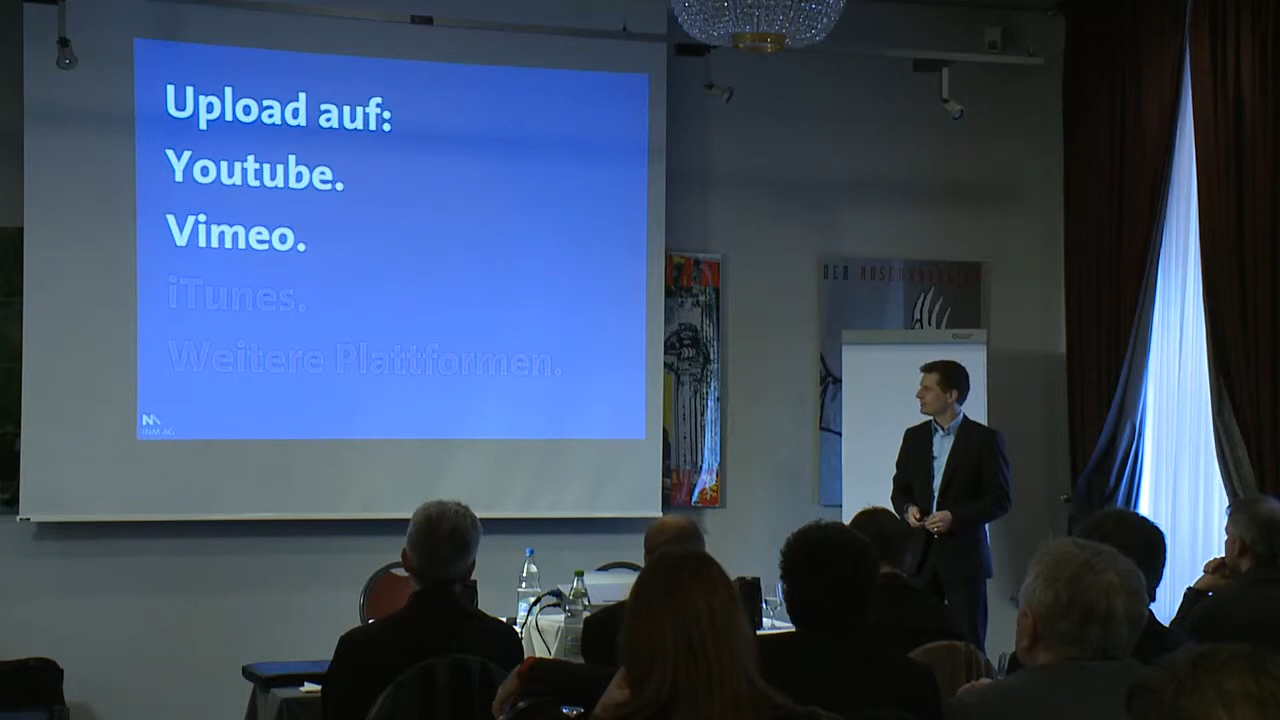 Upload auf:
Youtube.
Vimeo.
iTunes.
Weitere Plattformen.
INM AG